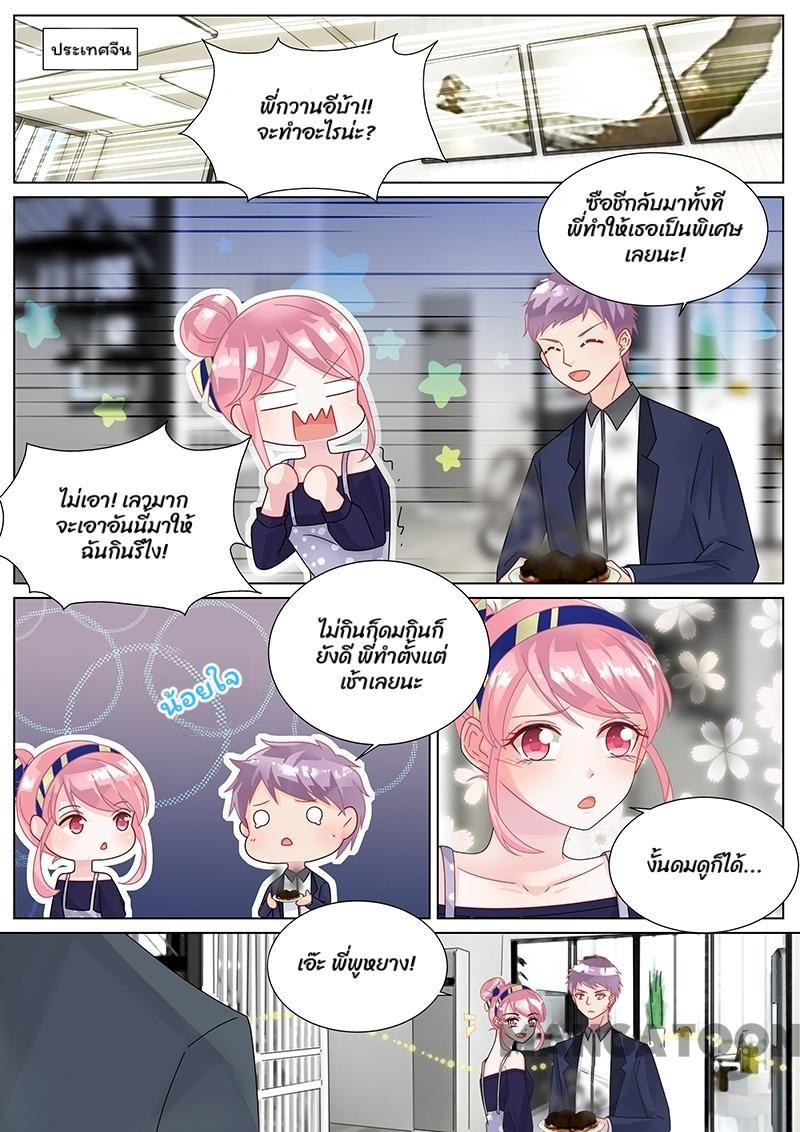 ประเทศจีน
พี่กวานอีบ้า!!
จะทำอะไรน่ะ?
ซือซีกลับมาทั้งที
พี่ทำให้เธอเป็นพิเศษ
เลยนะ!
ไม่เอา! เลวมาก
จะเอาอันนี้มาให้
ฉันกินรึไง!
ไม่กินก็ดมกินก็
ยังดี พี่ทำตั้งแต่
เช้าเลยนะ
น้อยใจ
งั้นดมดูก็ได้...
เอ๊ะ พี่พูหยาง!
MANGATOON